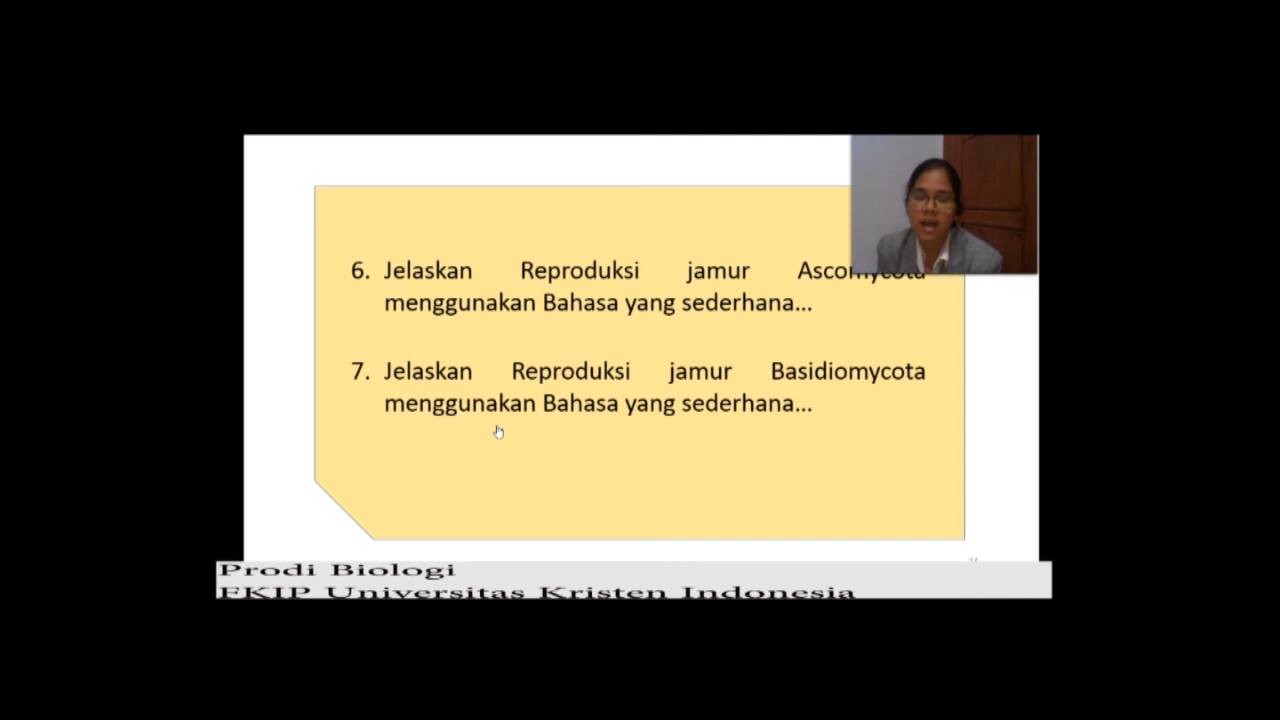 6. Jelaskan Reproduksi jamur Ascomycota
menggunakan Bahasa yang sederhana...
7. Jelaskan Reproduksi jamur Basidiomycota
menggunakan Bahasa yang sederhana...
Prodi Biologi
FKIP Universitas Kristen Indonesia